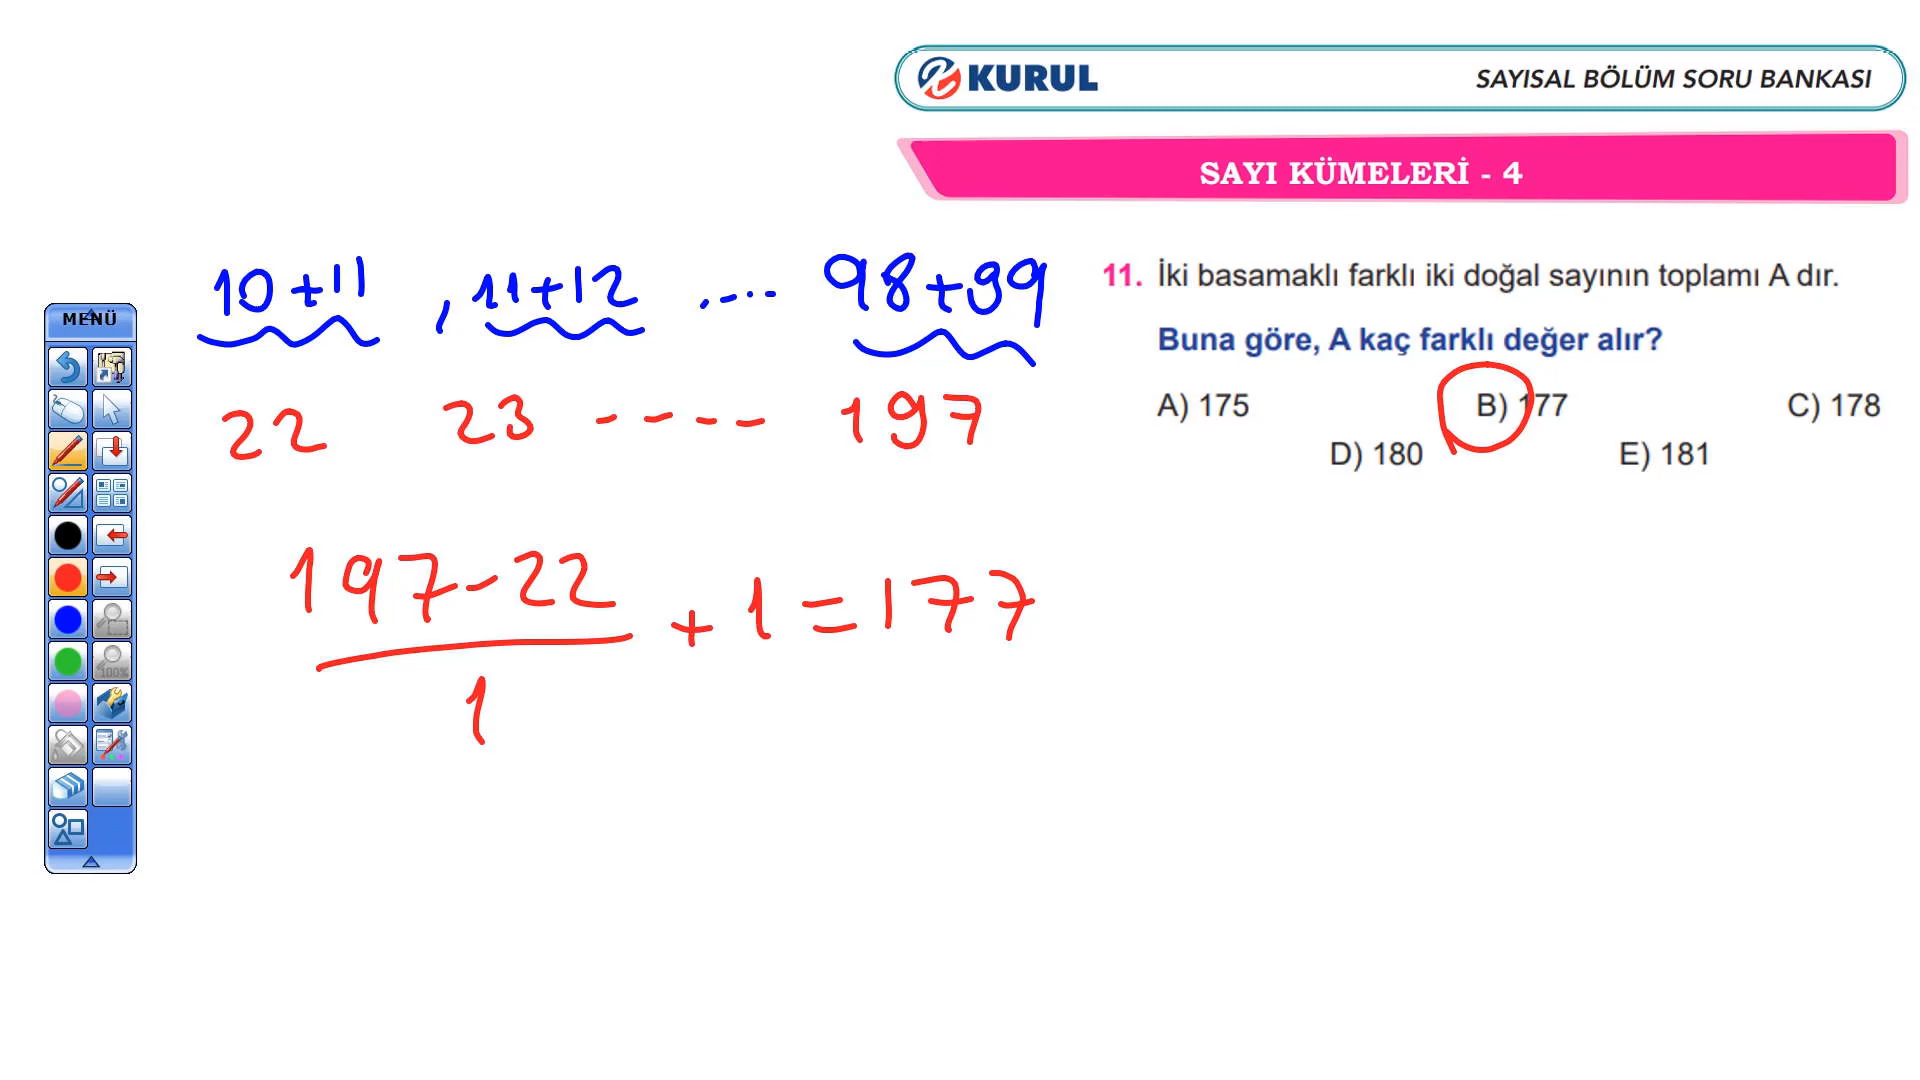 KURUL
SAYISAL BÖLÜM SORU BANKASI
SAYI KÜMELERİ - 4
11. İki basamaklı farklı iki doğal sayının toplamı A dır.
Buna göre, A kaç farklı değer alır?
A) 175 B) 177 C) 178
D) 180 E) 181
10+11 , 11+12 ..... 98+99
22 23 ---- 197
197-22
+ 1 = 177
1
MENÜ
100%